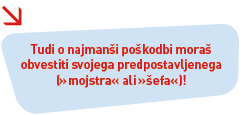 Tudi o najmanši poškodbi moraš
obvestiti svojega predpostavljenega
(»mojstra« ali »šefa«)!